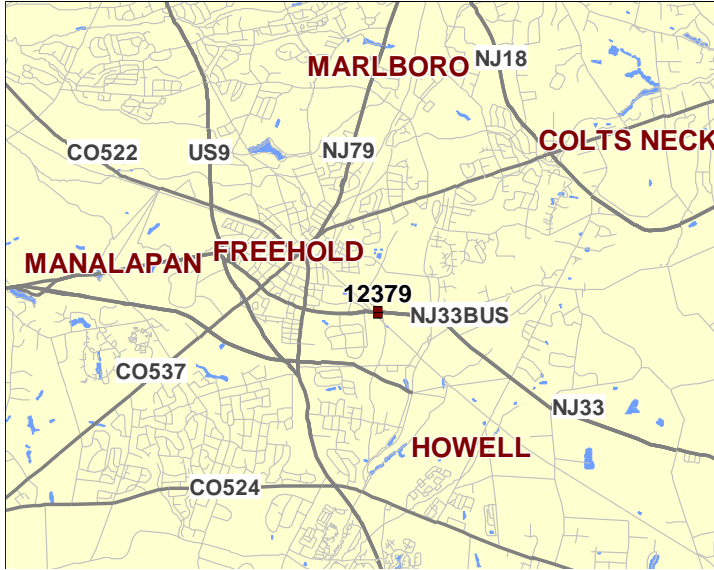 MARLBORO
NJ18
COLTS NECK
CO522
US9
NJ79
MANALAPAN
FREEHOLD
12379
NJ33BUS
CO537
NJ33
HOWELL
CO524